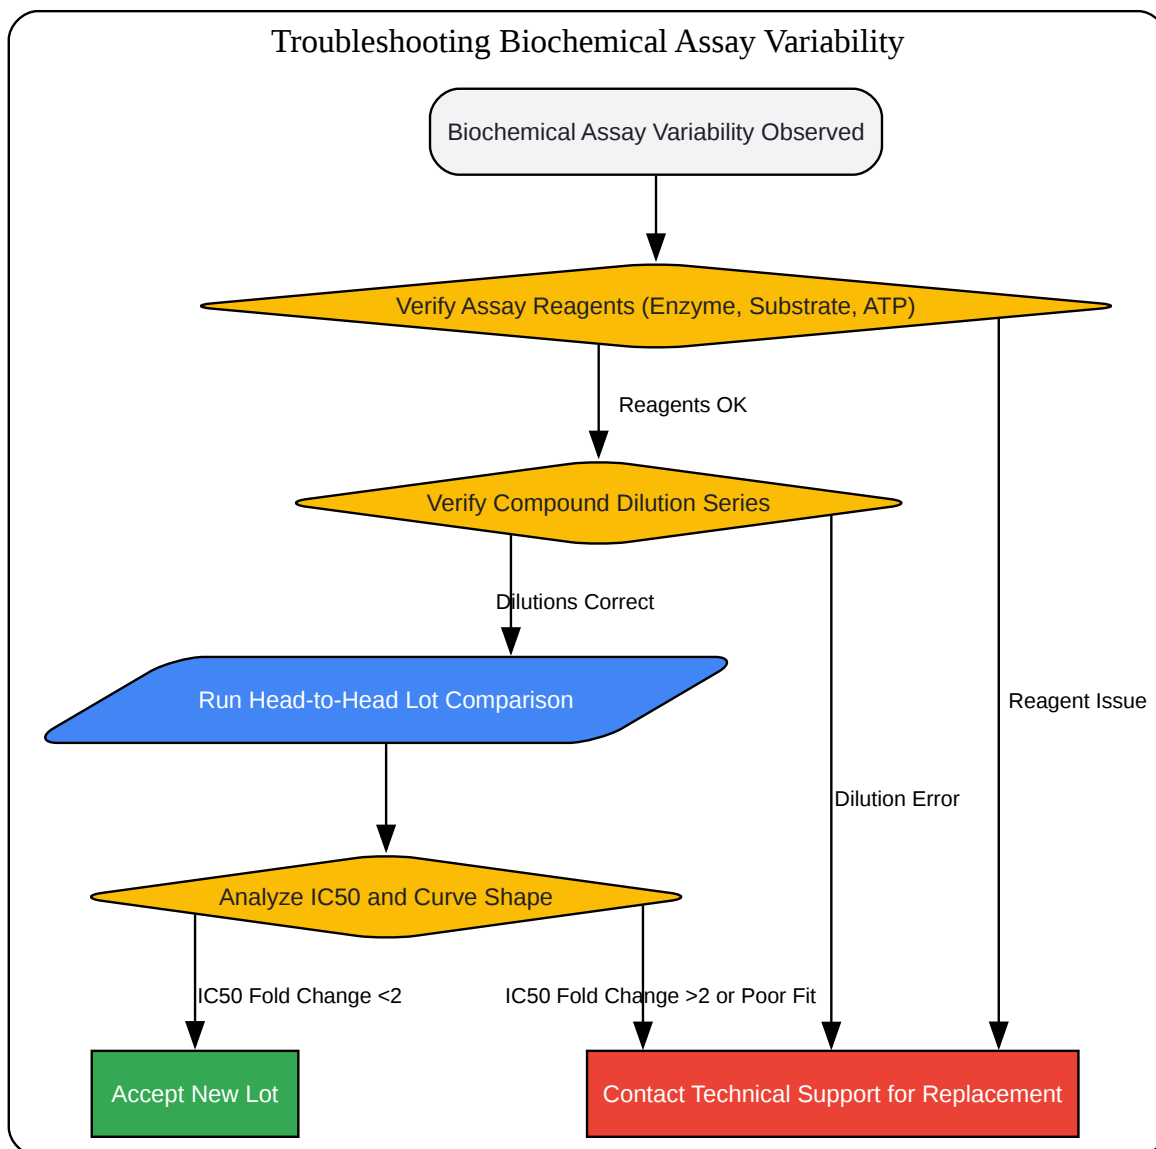 Troubleshooting Biochemical Assay Variability
Biochemical Assay Variability Observed
Verify Assay Reagents (Enzyme, Substrate, ATP)
Reagents OK
Verify Compound Dilution Series
Dilutions Correct
Run Head-to-Head Lot Comparison
Reagent Issue
Dilution Error
Analyze IC50 and Curve Shape
IC50 Fold Change <2
IC50 Fold Change >2 or Poor Fit
Accept New Lot
Contact Technical Support for Replacement